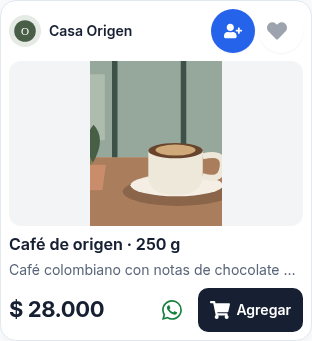 O
Casa Origen
Café de origen · 250 g
Café colombiano con notas de chocolate ...
$ 28.000
Agregar